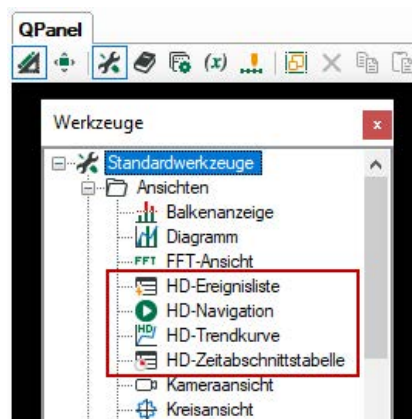 QPanel
(x)
Werkzeuge
x
Standardwerkzeuge
Ansichten
Balkenanzeige
Diagramm
FFT FFT-Ansicht
HD-Ereignisliste
HD-Navigation
HD HD-Trendkurve
HD-Zeitabschnittstabelle
Kameraansicht
Kreisansicht